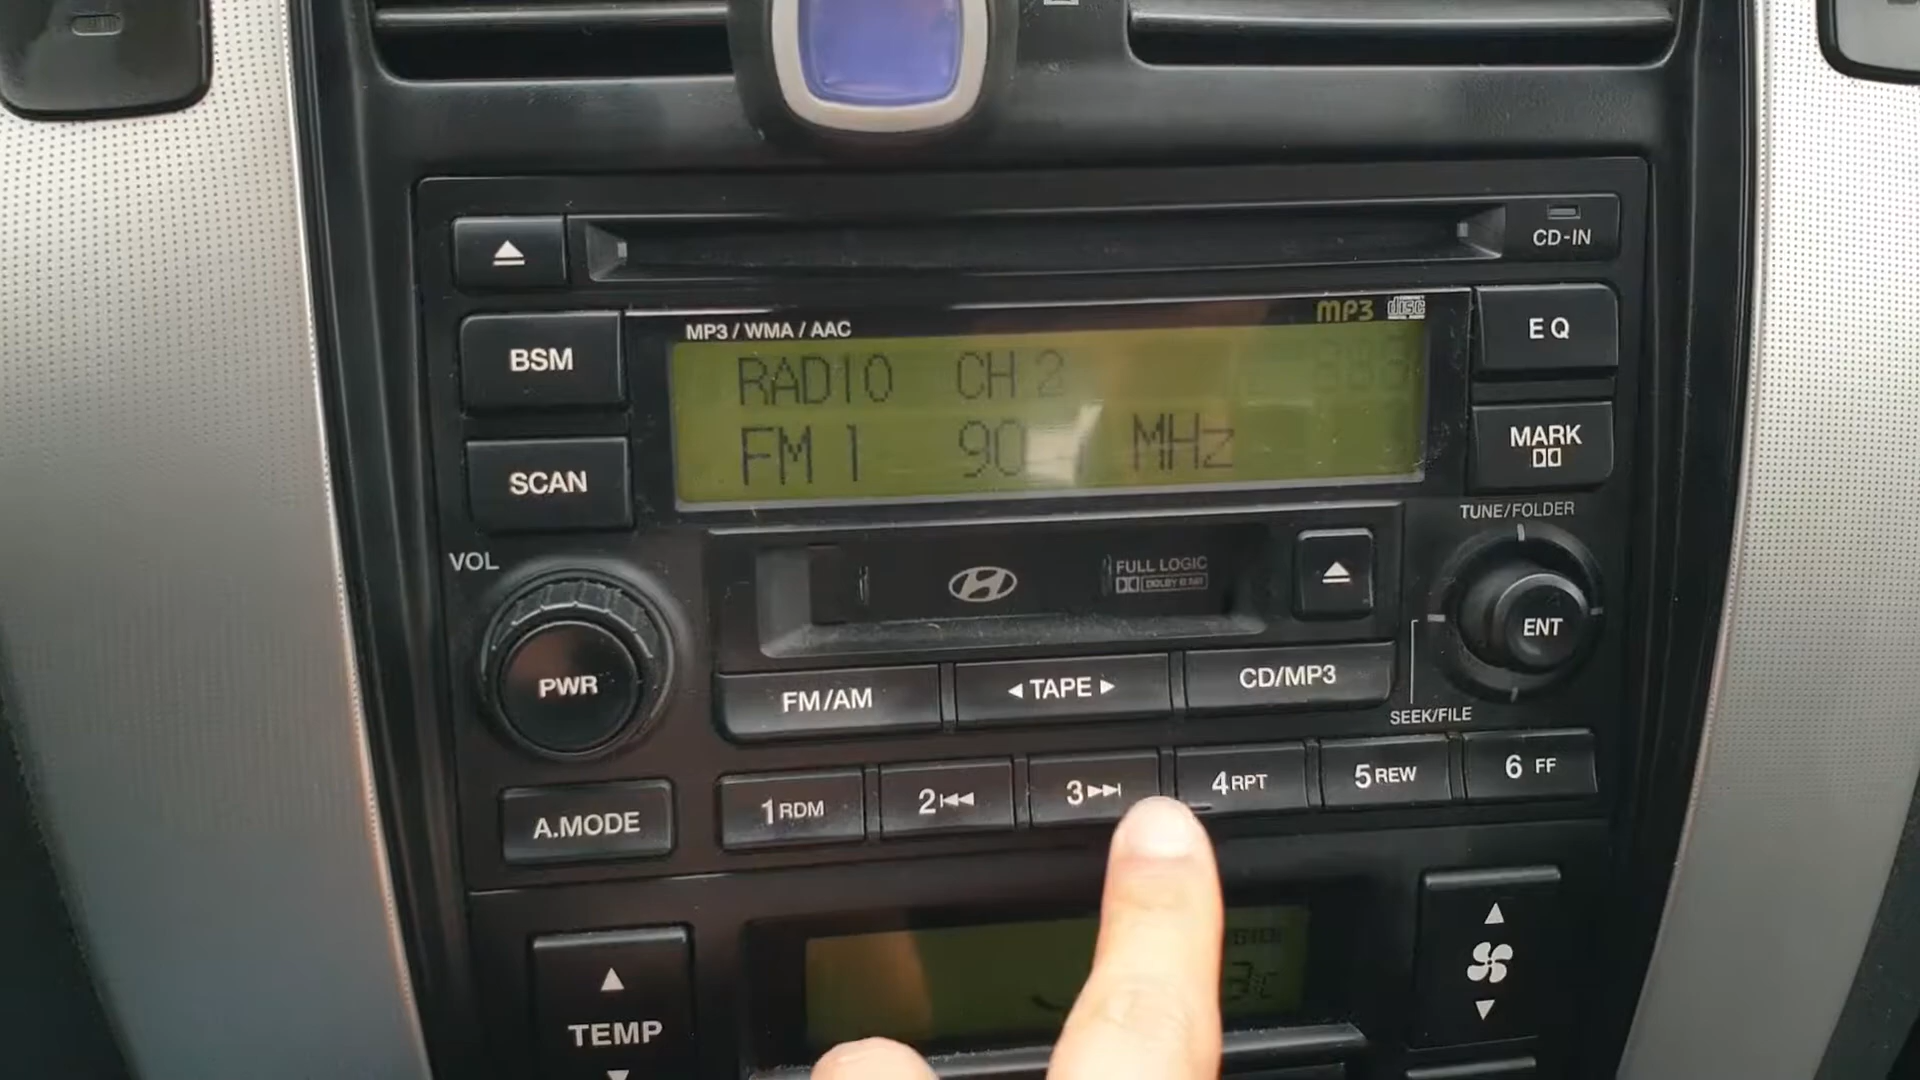 CD-IN
MP3 / WMA / AAC
MP3
disc
BSM
RADIO CH 2
EQ
FM 1 90 MHz
MARK
SCAN
TUNE/FOLDER
VOL
FULL LOGIC
ENT
PWR
FM/AM
TAPE
CD/MP3
SEEK/FILE
A.MODE
1 RDM
2
3
4 RPT
5 REW
6 FF
TEMP